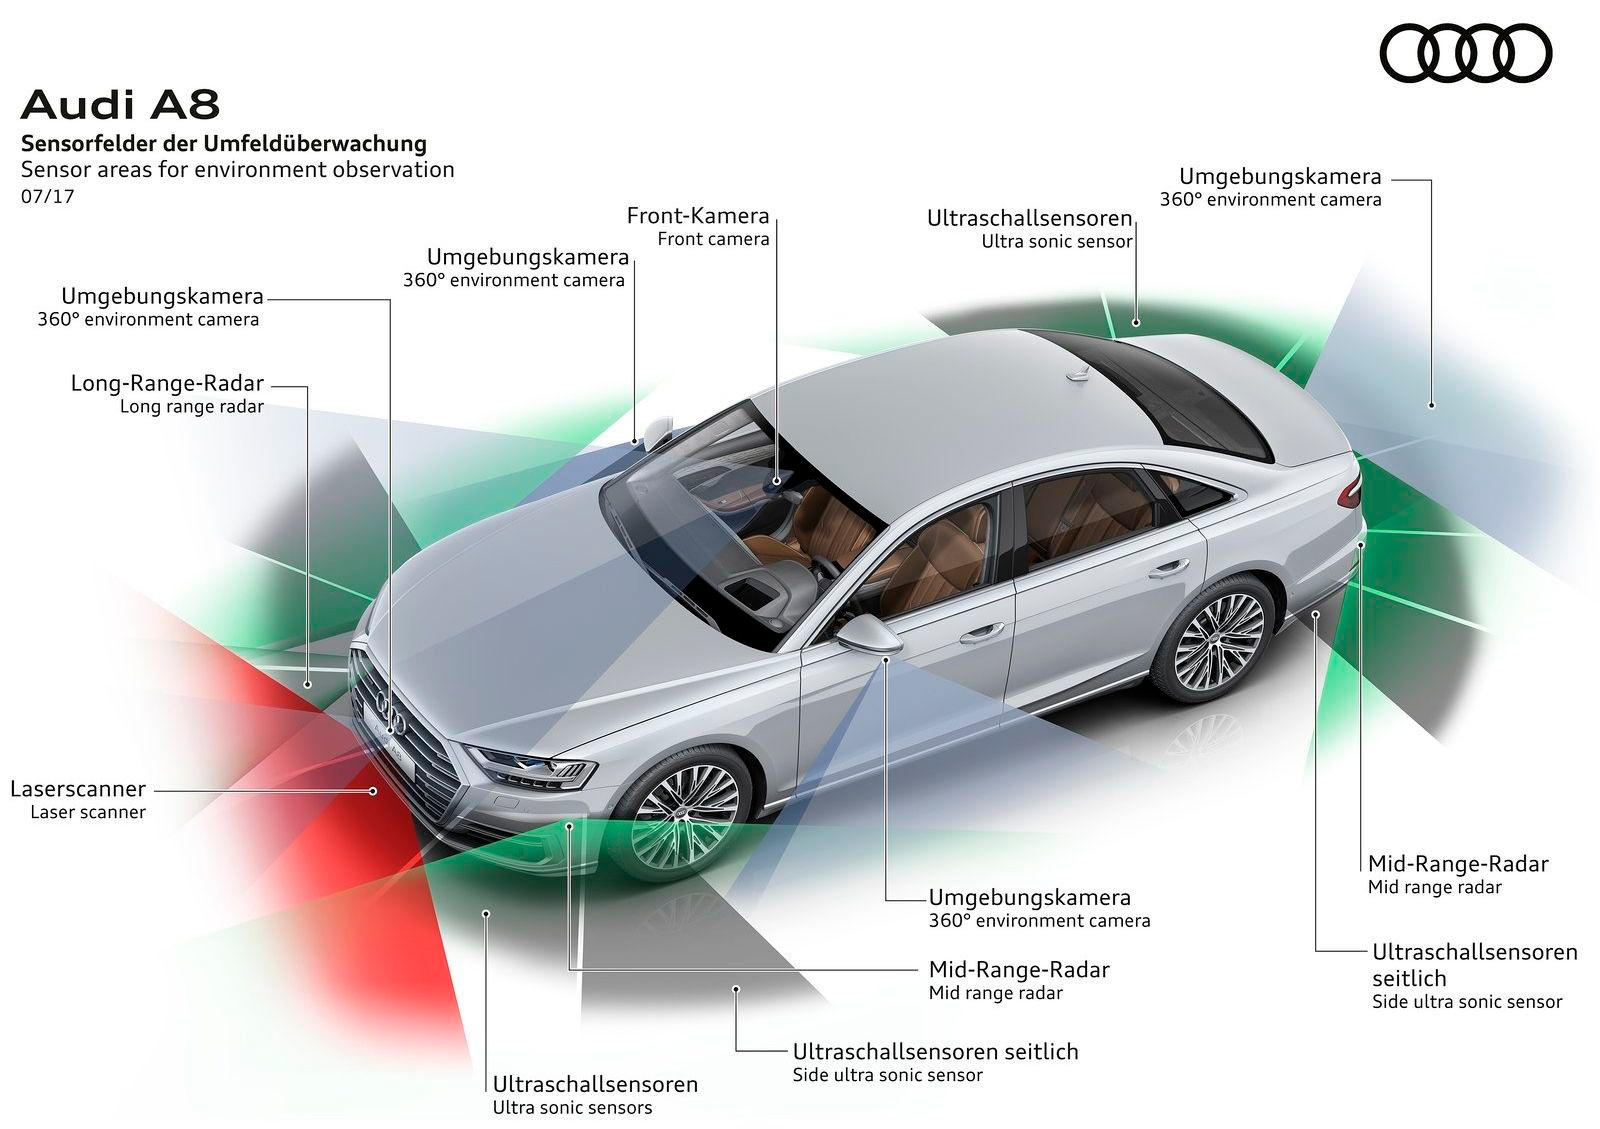 Audi A8
Sensorfelder der Umfeldüberwachung
Sensor areas for environment observation
07/17
Umgebungskamera
360° environment camera
Ultraschallsensoren
Ultra sonic sensor
Front-Kamera
Front camera
Umgebungskamera
360° environment camera
Umgebungskamera
360° environment camera
Long-Range-Radar
Long range radar
Laserscanner
Laser scanner
Audi A8
Mid-Range-Radar
Mid range radar
Umgebungskamera
360° environment camera
Ultraschallsensoren
seitlich
Side ultra sonic sensor
Mid-Range-Radar
Mid range radar
Ultraschallsensoren seitlich
Side ultra sonic sensor
Ultraschallsensoren
Ultra sonic sensors